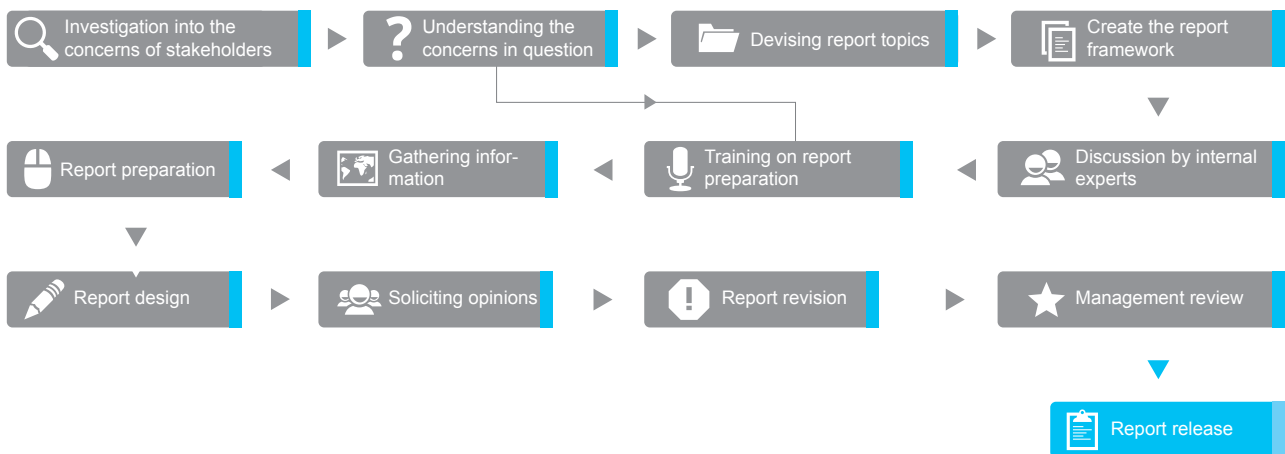 Investigation into the
concerns of stakeholders
Understanding the
concerns in question
Devising report topics
Create the report
framework
Report preparation
Gathering infor-
mation
Training on report
preparation
Discussion by internal
experts
Report design
Soliciting opinions
Report revision
Management review
Report release